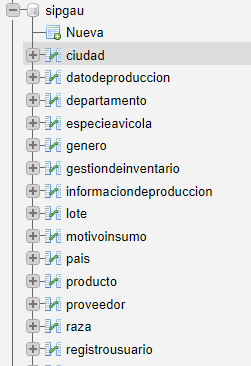 sipgau
Nueva
ciudad
datodeproduccion
departamento
especieavicola
genero
gestiondeinventario
informaciondeproduccion
lote
motivoinsumo
pais
producto
proveedor
raza
registrousuario